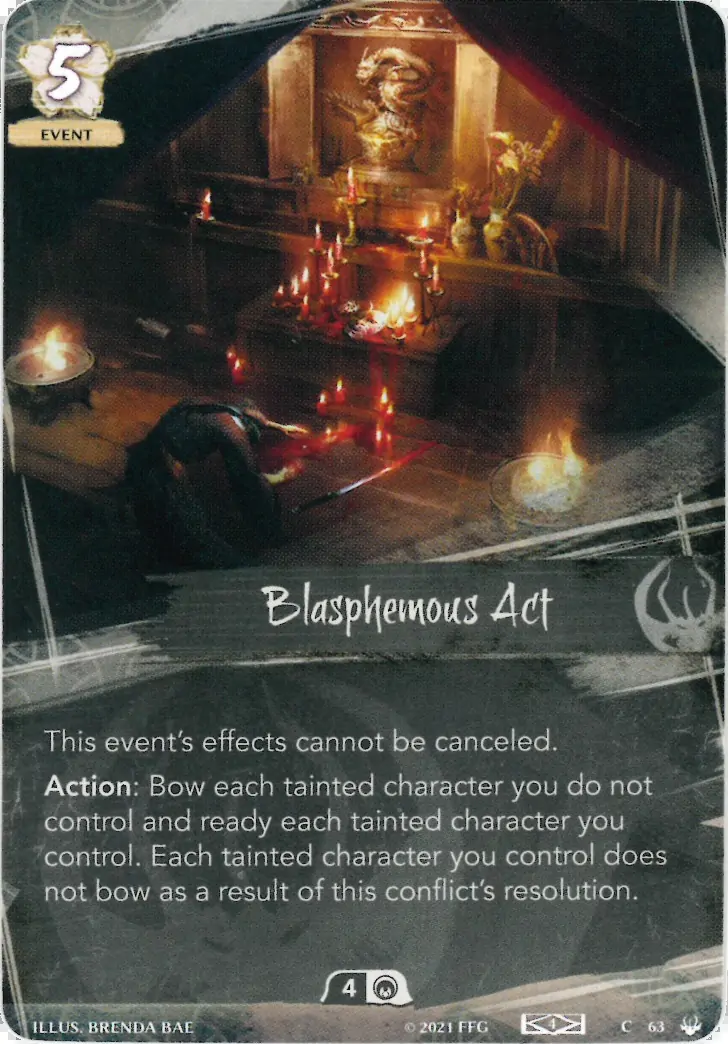 5
EVENT
Blasphemous Act
This event's effects cannot be canceled.
Action: Bow each tainted character you do not
control and ready each tainted character you
control. Each tainted character you control does
not bow as a result of this conflict's resolution.
4
ILLUS. BRENDA BAE © 2021 FFG 4 C 63